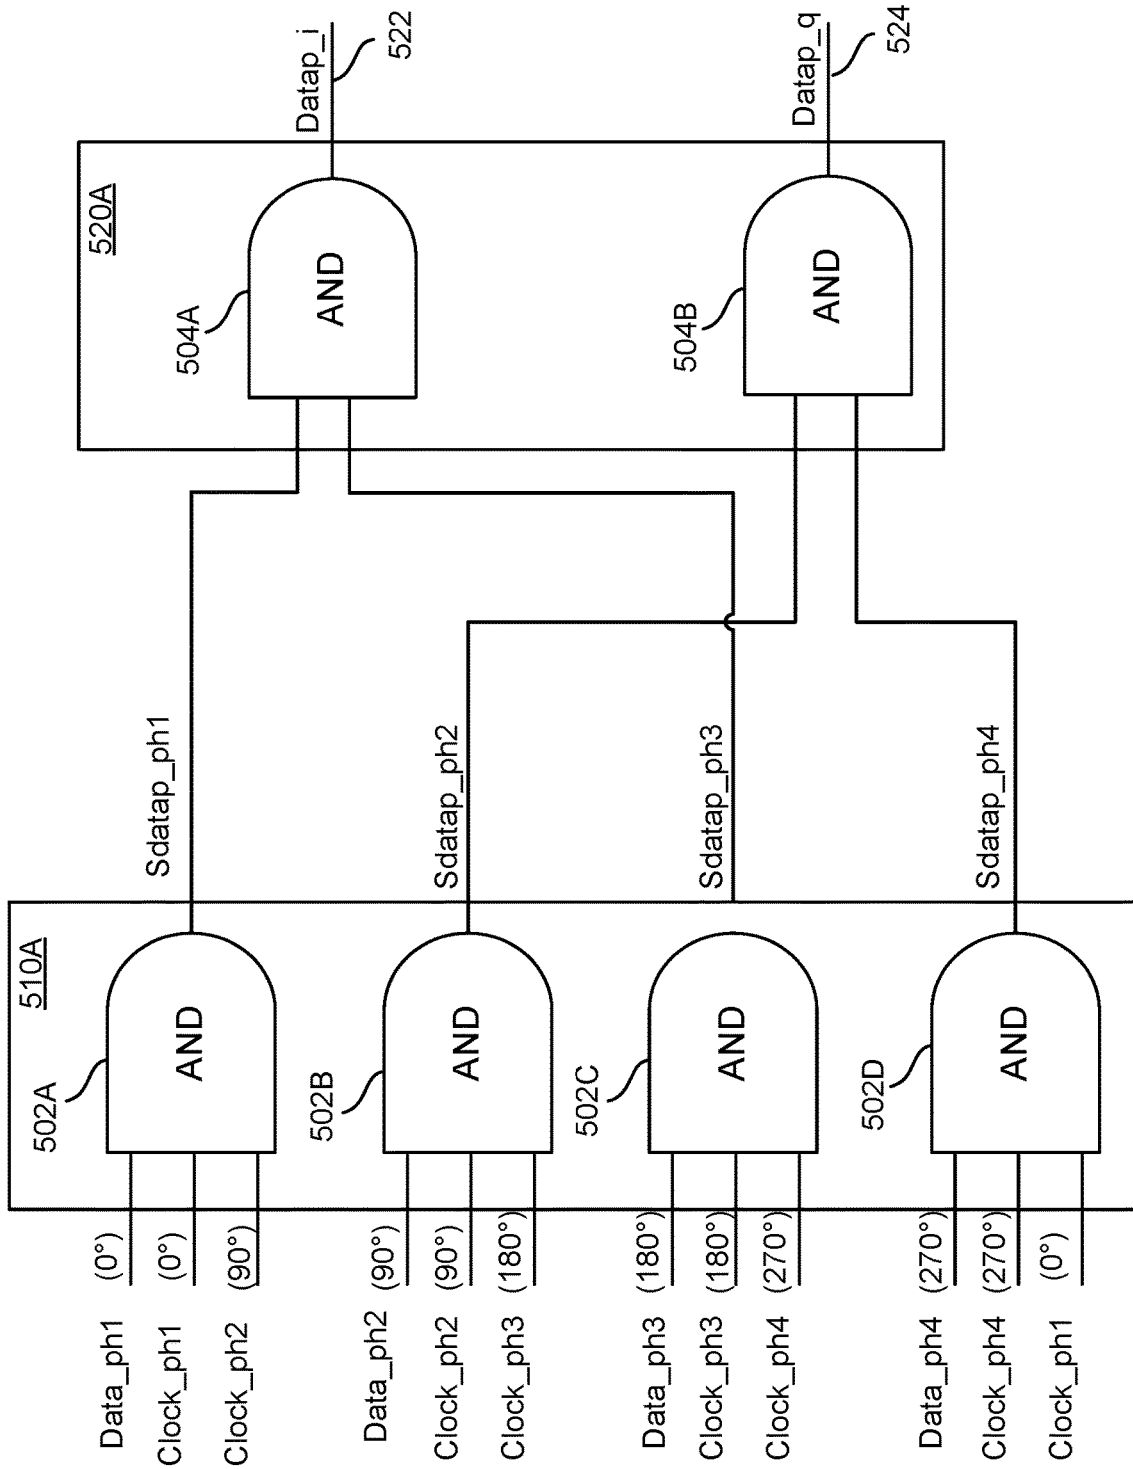 510A
520A
Data_ph1 (0°)
Clock_ph1 (0°)
Clock_ph2 (90°)
502A
AND
Sdatap_ph1
504A
AND
Datap_i
522
Data_ph2 (90°)
Clock_ph2 (90°)
Clock_ph3 (180°)
502B
AND
Sdatap_ph2
Data_ph3 (180°)
Clock_ph3 (180°)
Clock_ph4 (270°)
502C
AND
Sdatap_ph3
504B
AND
Datap_q
524
Data_ph4 (270°)
Clock_ph4 (270°)
Clock_ph1 (0°)
502D
AND
Sdatap_ph4